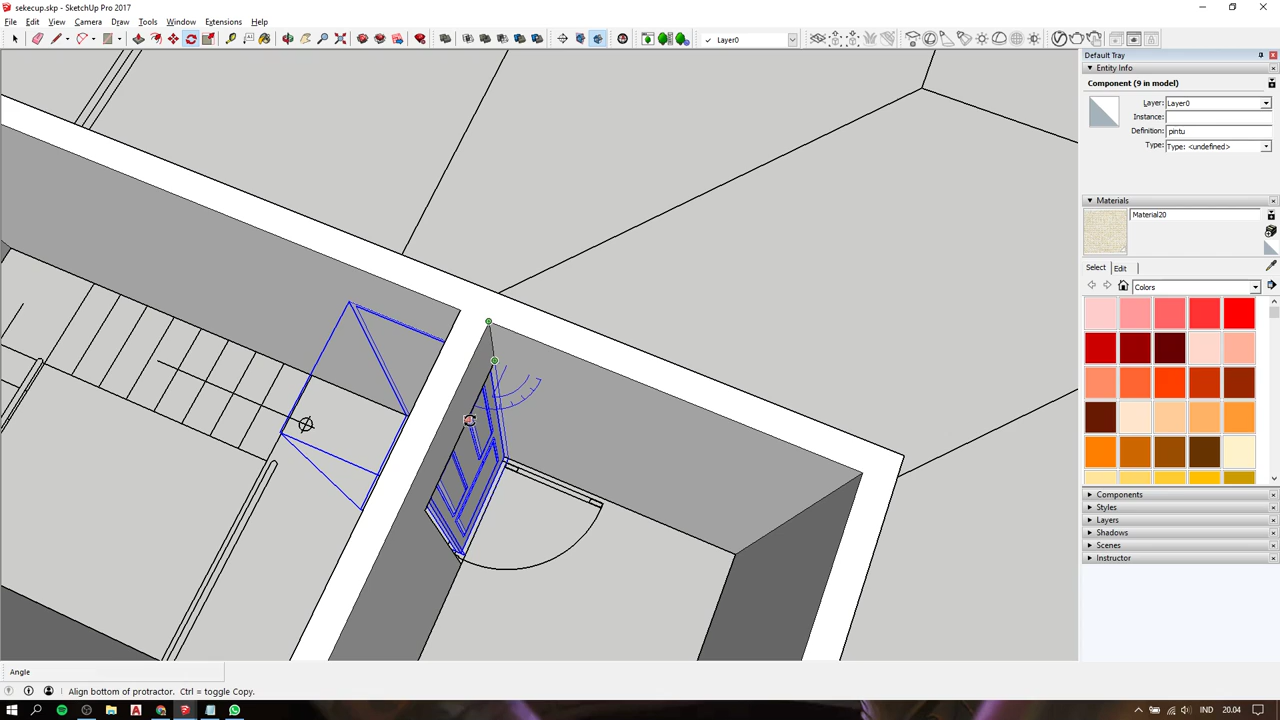 sekecup.skp - SketchUp Pro 2017
File Edit View Camera Draw Tools Window Extensions Help
Layer0
Default Tray
Entity Info
Component (9 in model)
Layer: Layer0
Instance:
Definition: pintu
Type: Type: <undefined>
Materials
Material20
Select Edit
Colors
Components
Styles
Layers
Shadows
Scenes
Instructor
Angle
Align bottom of protractor. Ctrl = toggle Copy.
IND 20.04